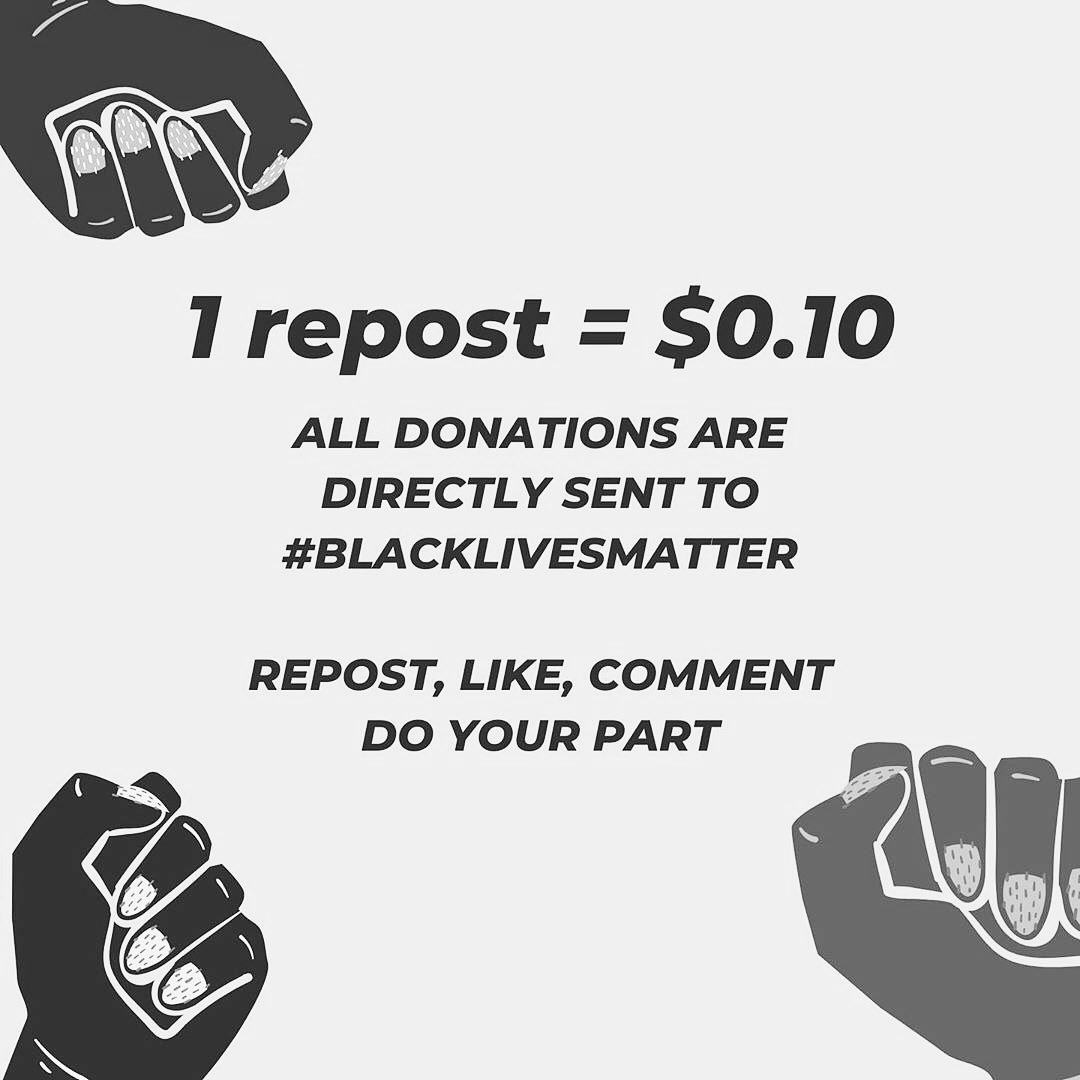 1 repost = $0.10
ALL DONATIONS ARE
DIRECTLY SENT TO
#BLACKLIVESMATTER
REPOST, LIKE, COMMENT
DO YOUR PART